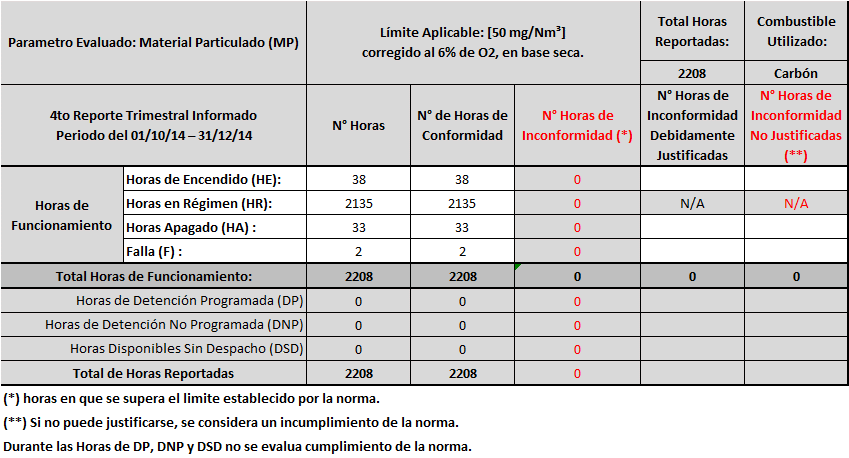 Parametro Evaluado: Material Particulado (MP)
Límite Aplicable: [50 mg/Nm³]
corregido al 6% de O2, en base seca.
Total Horas
Reportadas:
Combustible
Utilizado:
2208
Carbón
4to Reporte Trimestral Informado
Periodo del 01/10/14 – 31/12/14
N° Horas
N° de Horas de
Conformidad
N° Horas de
Inconformidad (*)
N° Horas de
Inconformidad
Debidamente
Justificadas
N° Horas de
Inconformidad
No Justificadas
(**)
Horas de
Funcionamiento
Horas de Encendido (HE): 38 38 0
Horas en Régimen (HR): 2135 2135 0 N/A N/A
Horas Apagado (HA) : 33 33 0
Falla (F) : 2 2 0
Total Horas de Funcionamiento: 2208 2208 0 0 0
Horas de Detención Programada (DP) 0 0 0
Horas de Detención No Programada (DNP) 0 0 0
Horas Disponibles Sin Despacho (DSD) 0 0 0
Total de Horas Reportadas 2208 2208 0
(*) horas en que se supera el limite establecido por la norma.
(**) Si no puede justificarse, se considera un incumplimiento de la norma.
Durante las Horas de DP, DNP y DSD no se evalua cumplimiento de la norma.